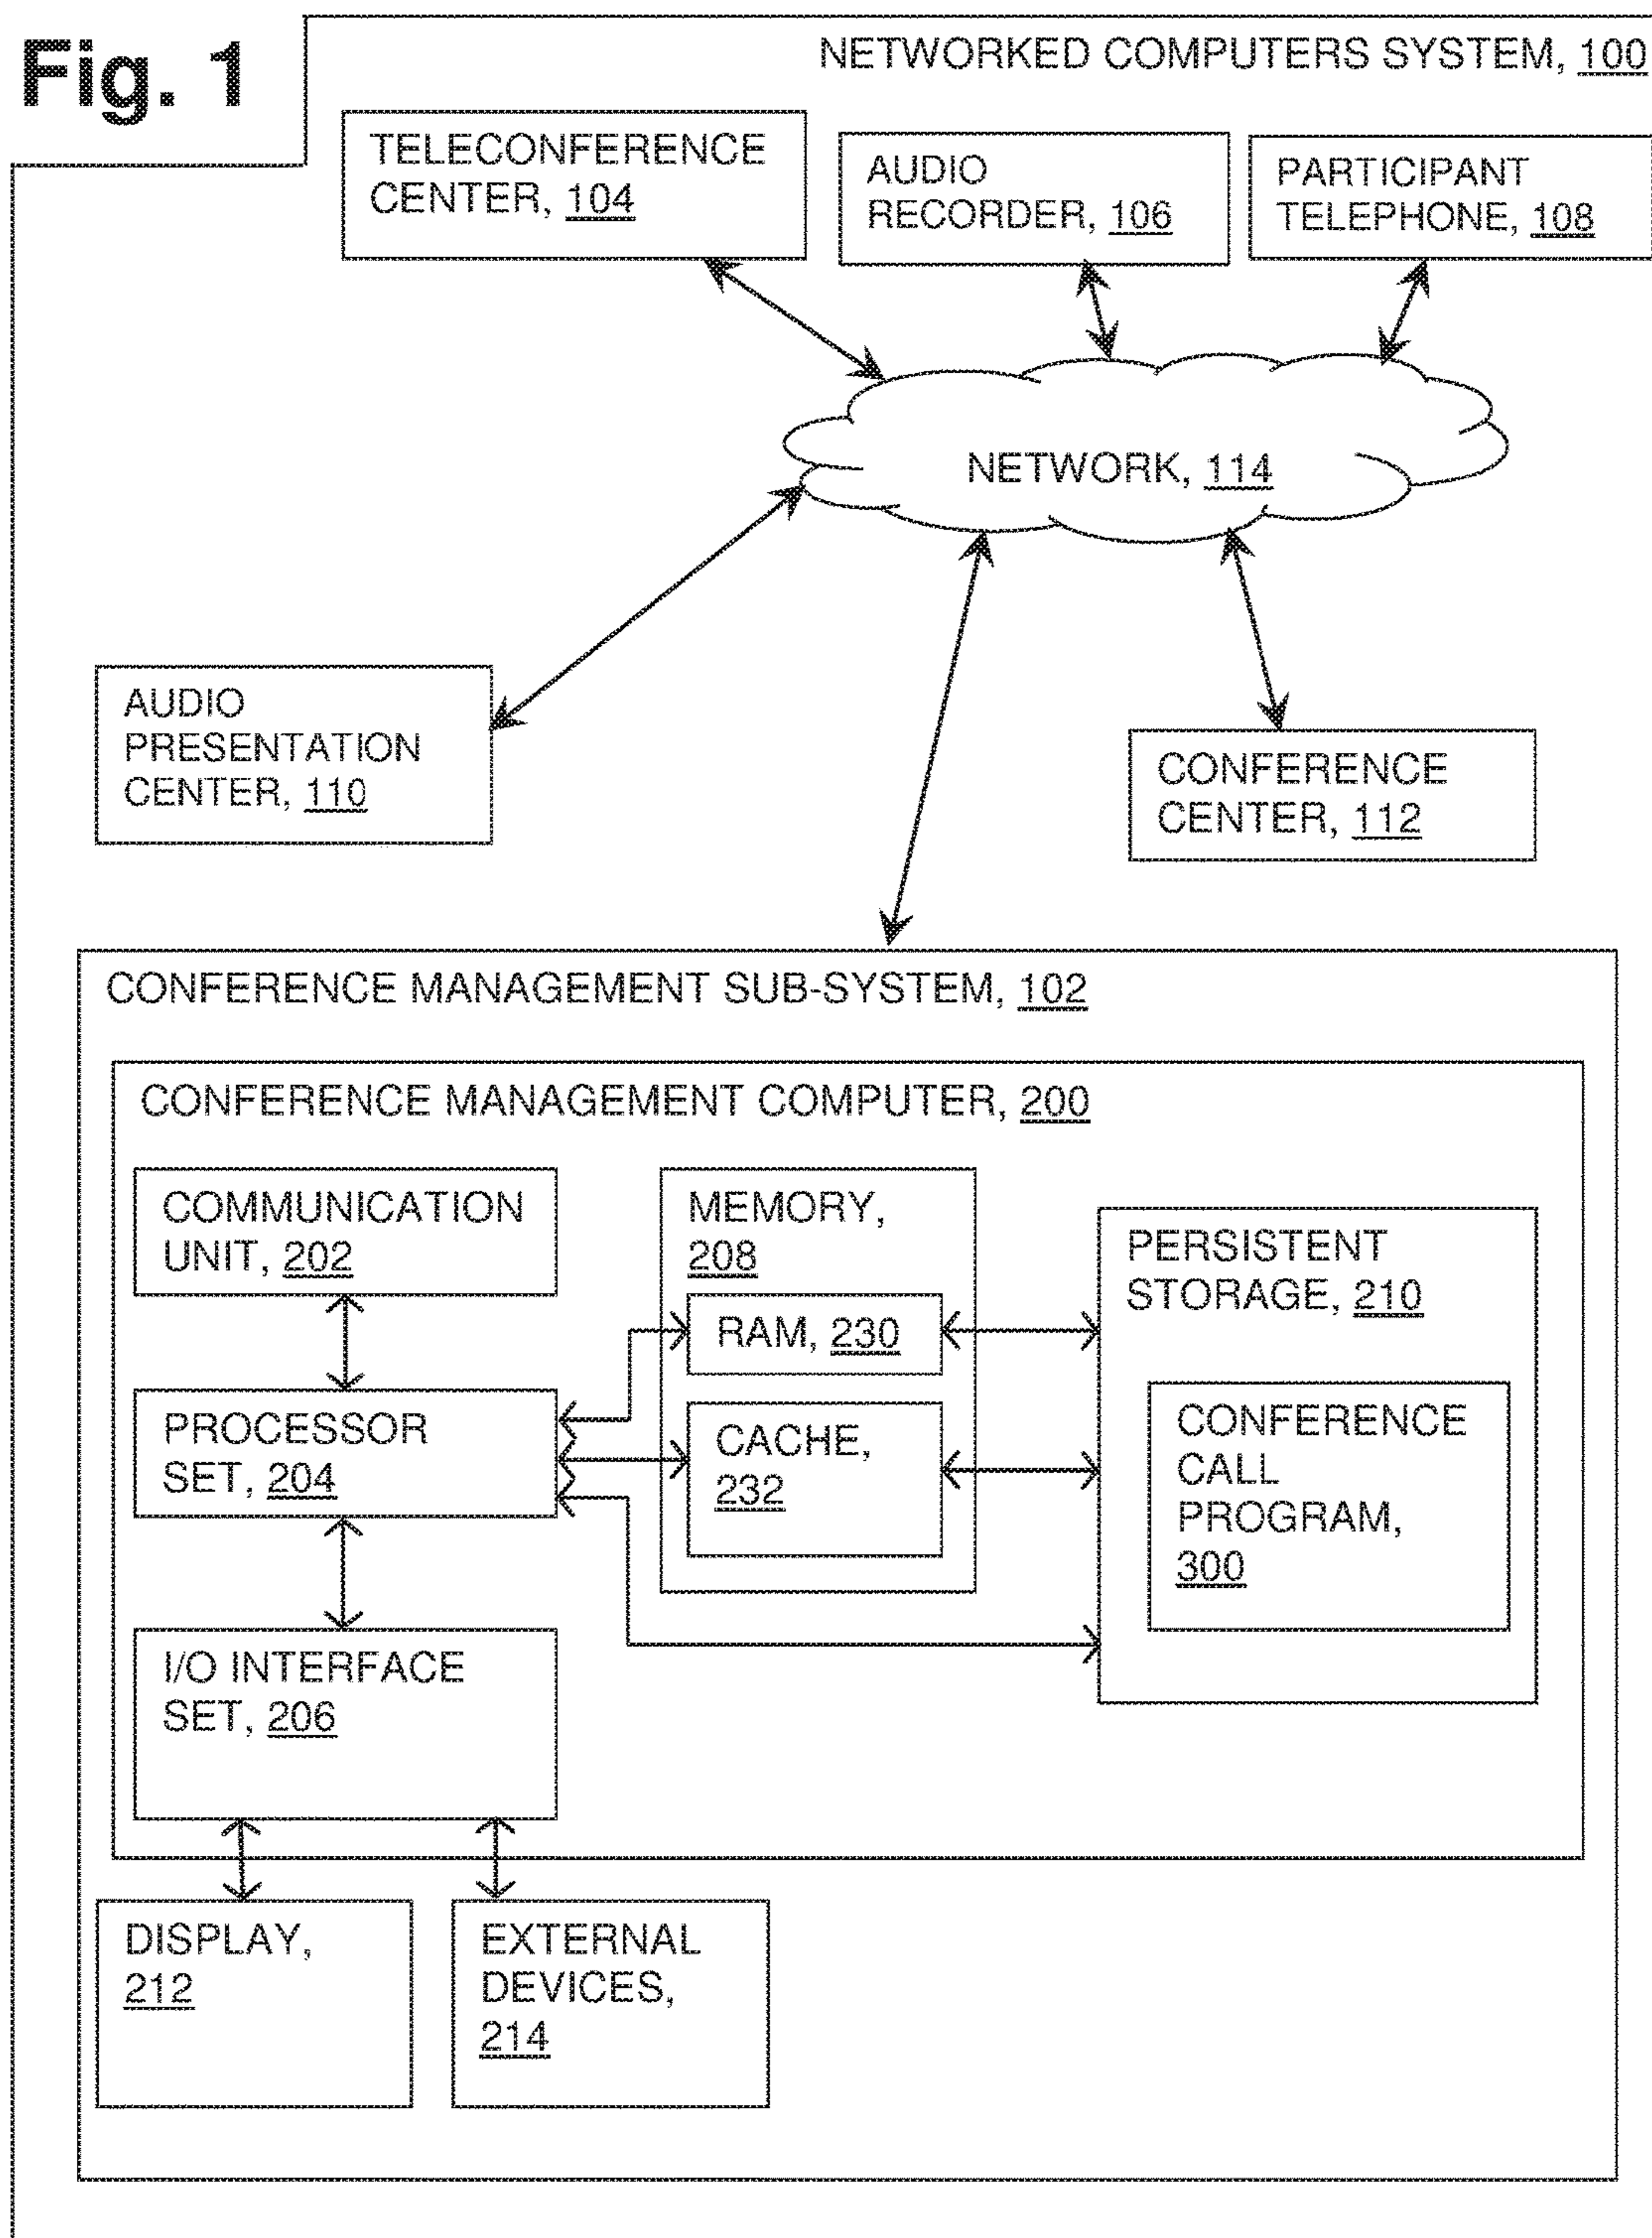 Fig. 1
NETWORKED COMPUTERS SYSTEM, 100
TELECONFERENCE
CENTER, 104
AUDIO
RECORDER, 106
PARTICIPANT
TELEPHONE, 108
NETWORK, 114
AUDIO
PRESENTATION
CENTER, 110
CONFERENCE
CENTER, 112
CONFERENCE MANAGEMENT SUB-SYSTEM, 102
CONFERENCE MANAGEMENT COMPUTER, 200
COMMUNICATION
UNIT, 202
MEMORY,
208
RAM, 230
CACHE,
232
PERSISTENT
STORAGE, 210
CONFERENCE
CALL
PROGRAM,
300
PROCESSOR
SET, 204
I/O INTERFACE
SET, 206
DISPLAY,
212
EXTERNAL
DEVICES,
214